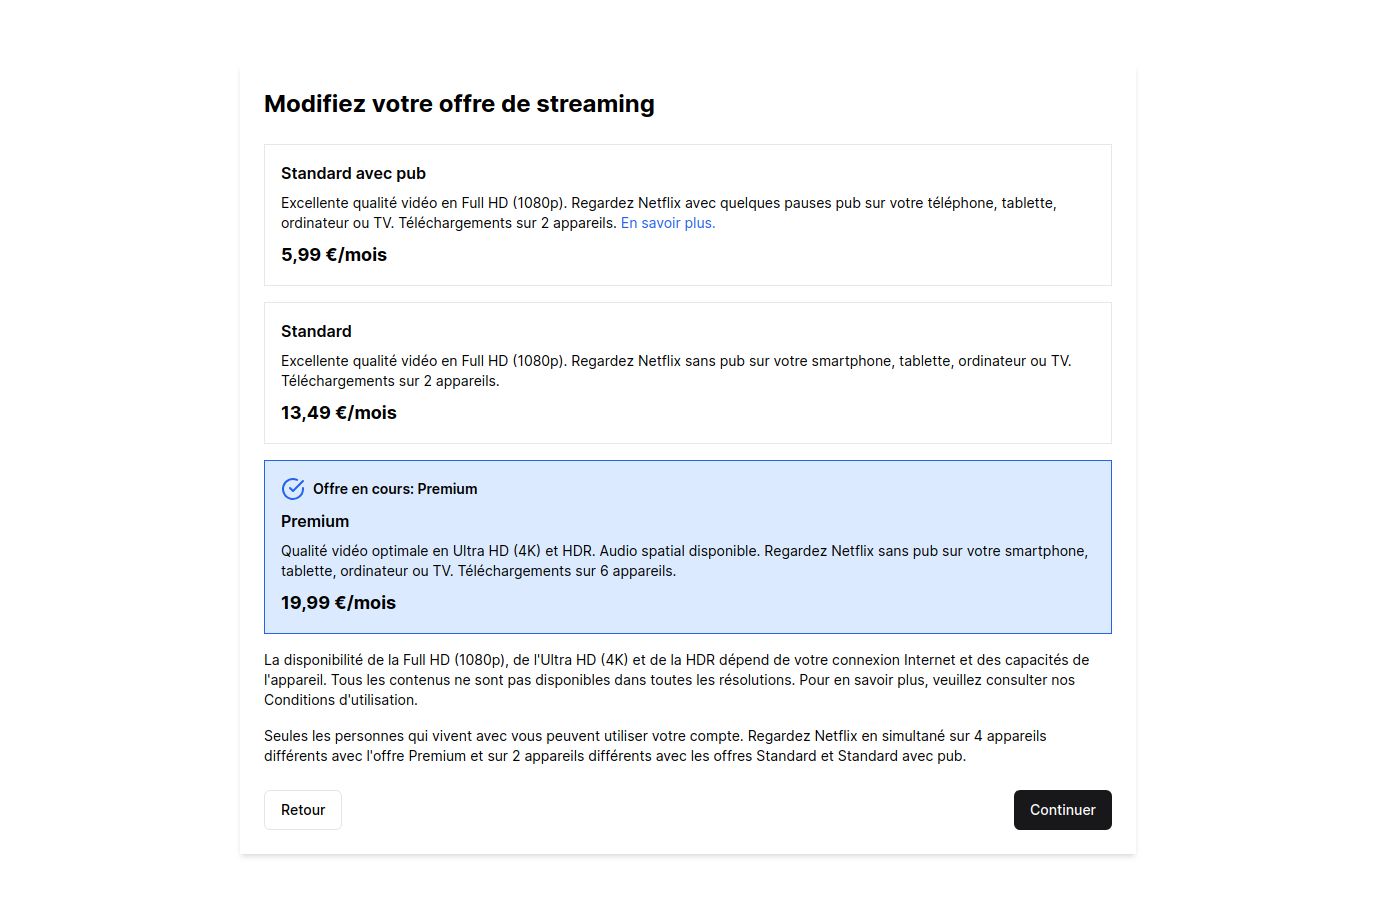 Modifiez votre offre de streaming
Standard avec pub
Excellente qualité vidéo en Full HD (1080p). Regardez Netflix avec quelques pauses pub sur votre téléphone, tablette,
ordinateur ou TV. Téléchargements sur 2 appareils. En savoir plus.
5,99 €/mois
Standard
Excellente qualité vidéo en Full HD (1080p). Regardez Netflix sans pub sur votre smartphone, tablette, ordinateur ou TV.
Téléchargements sur 2 appareils.
13,49 €/mois
Offre en cours: Premium
Premium
Qualité vidéo optimale en Ultra HD (4K) et HDR. Audio spatial disponible. Regardez Netflix sans pub sur votre smartphone,
tablette, ordinateur ou TV. Téléchargements sur 6 appareils.
19,99 €/mois
La disponibilité de la Full HD (1080p), de l'Ultra HD (4K) et de la HDR dépend de votre connexion Internet et des capacités de
l'appareil. Tous les contenus ne sont pas disponibles dans toutes les résolutions. Pour en savoir plus, veuillez consulter nos
Conditions d'utilisation.
Seules les personnes qui vivent avec vous peuvent utiliser votre compte. Regardez Netflix en simultané sur 4 appareils
différents avec l'offre Premium et sur 2 appareils différents avec les offres Standard et Standard avec pub.
Retour
Continuer